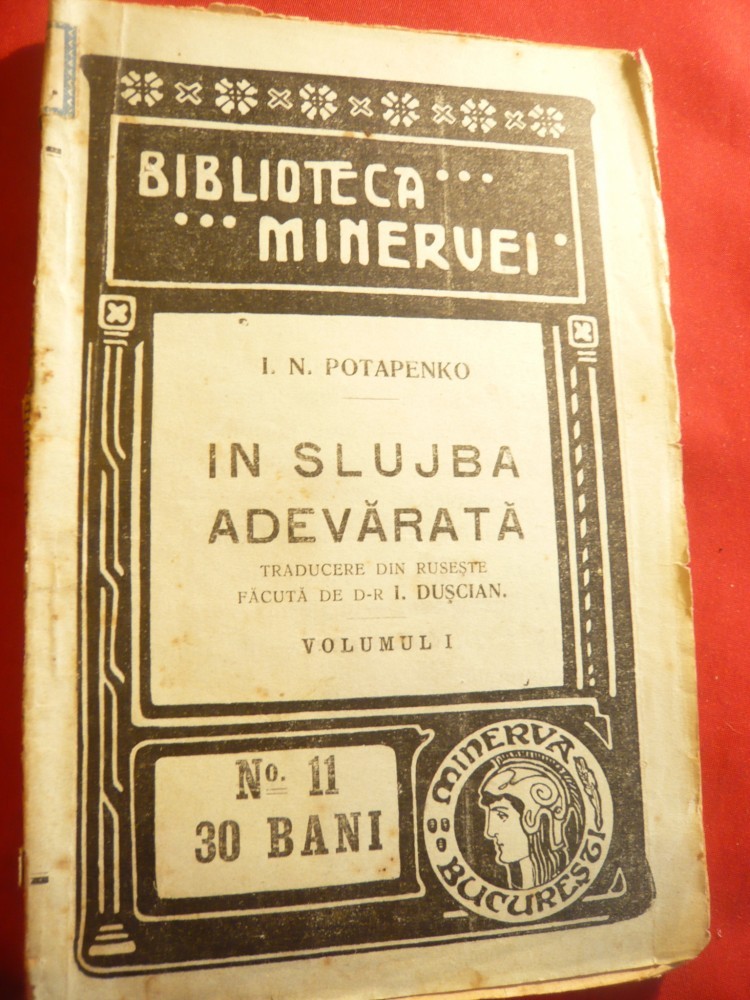 BIBLIOTECA
MINERVEI
I. N. POTAPENKO
IN SLUJBA
ADEVĂRATĂ
TRADUCERE DIN RUSEȘTE
FĂCUTĂ DE D-R I. DUȘCIAN.
VOLUMUL I
No. 11
30 BANI
MINERVA
BUCUREȘTI